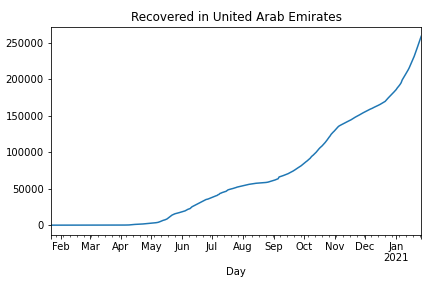 Recovered in United Arab Emirates
250000
200000
150000
100000
50000
0
Feb Mar Apr May Jun Jul Aug Sep Oct Nov Dec Jan
2021
Day